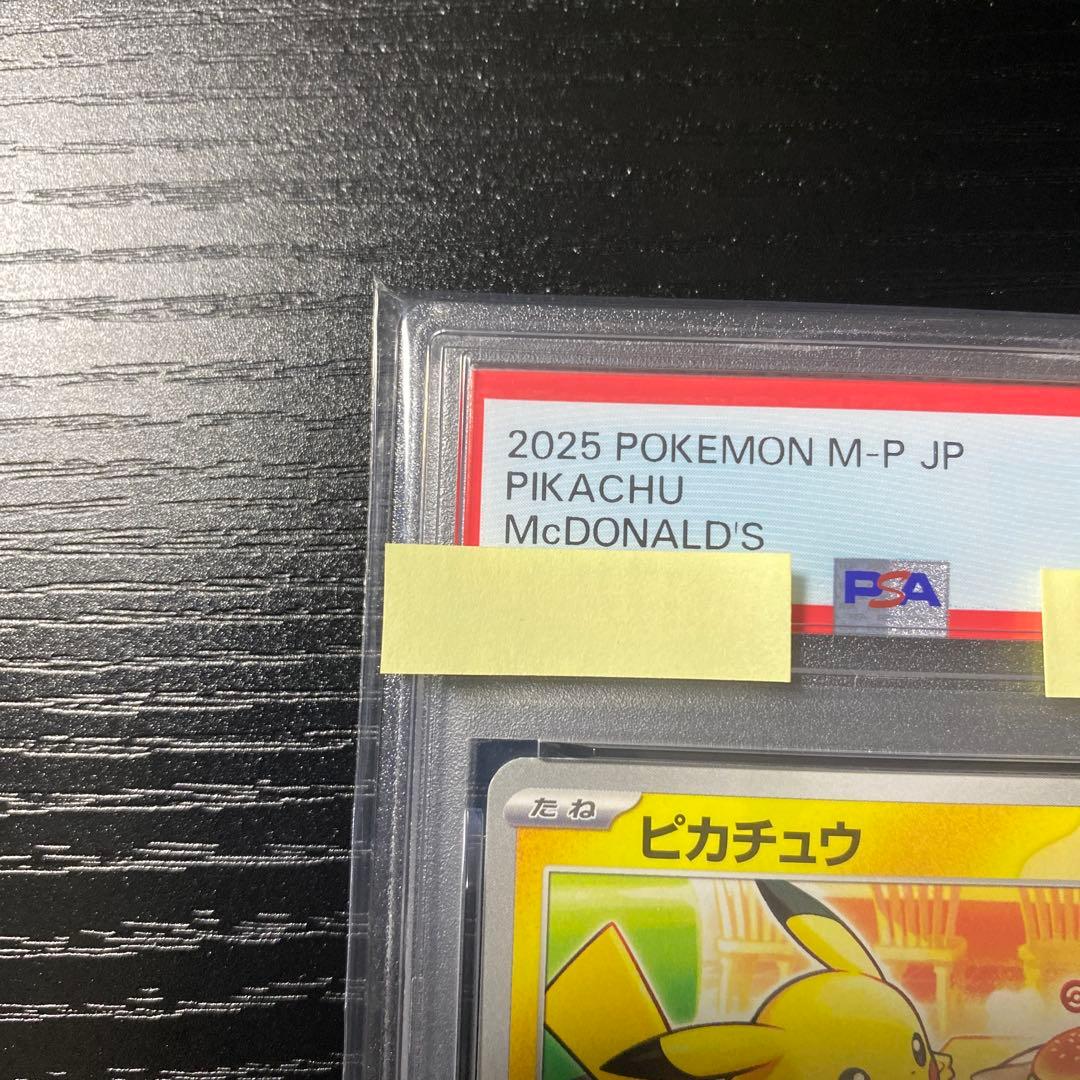 2025 POKEMON M-P JP
PIKACHU
McDONALD'S
PSA
たね
ピカチュウ